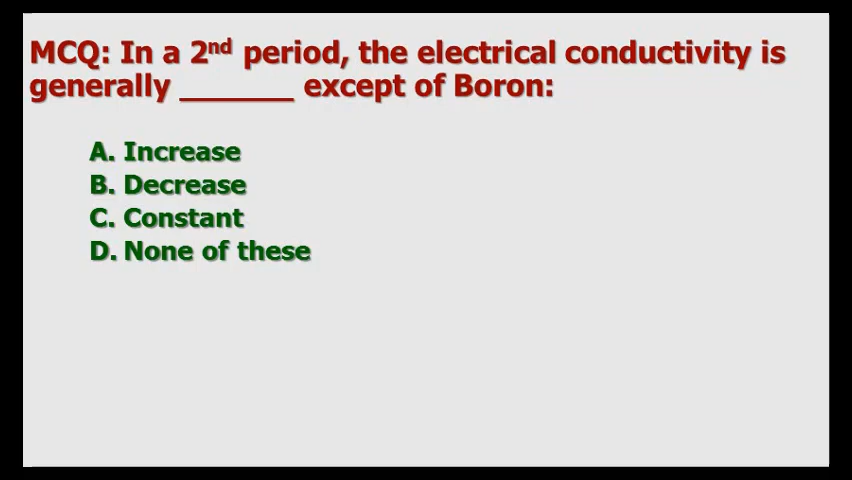 MCQ: In a 2nd period, the electrical conductivity is
generally _______ except of Boron:
A. Increase
B. Decrease
C. Constant
D. None of these